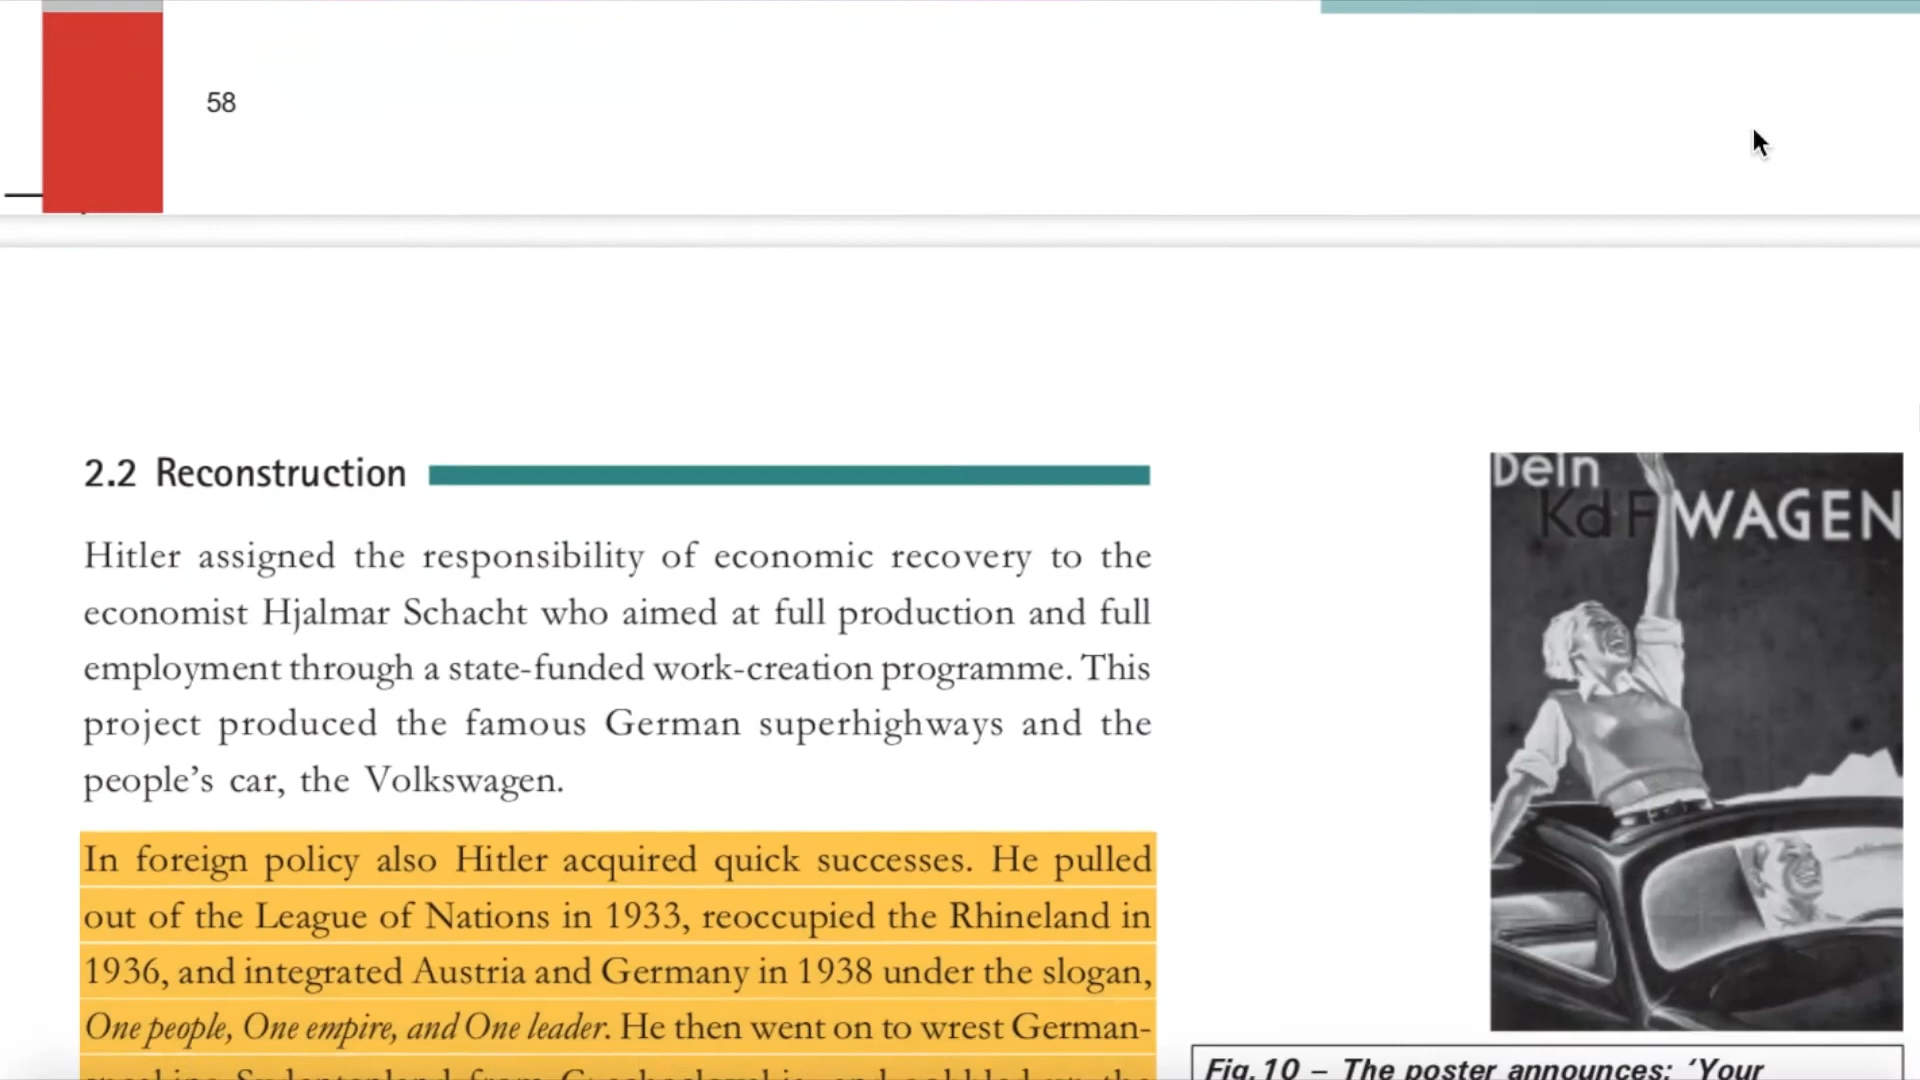 58
2.2 Reconstruction
Hitler assigned the responsibility of economic recovery to the
economist Hjalmar Schacht who aimed at full production and full
employment through a state-funded work-creation programme. This
project produced the famous German superhighways and the
people’s car, the Volkswagen.
In foreign policy also Hitler acquired quick successes. He pulled
out of the League of Nations in 1933, reoccupied the Rhineland in
1936, and integrated Austria and Germany in 1938 under the slogan,
One people, One empire, and One leader. He then went on to wrest German-
Dein
KdF WAGEN
Fig.10 – The poster announces: ‘Your